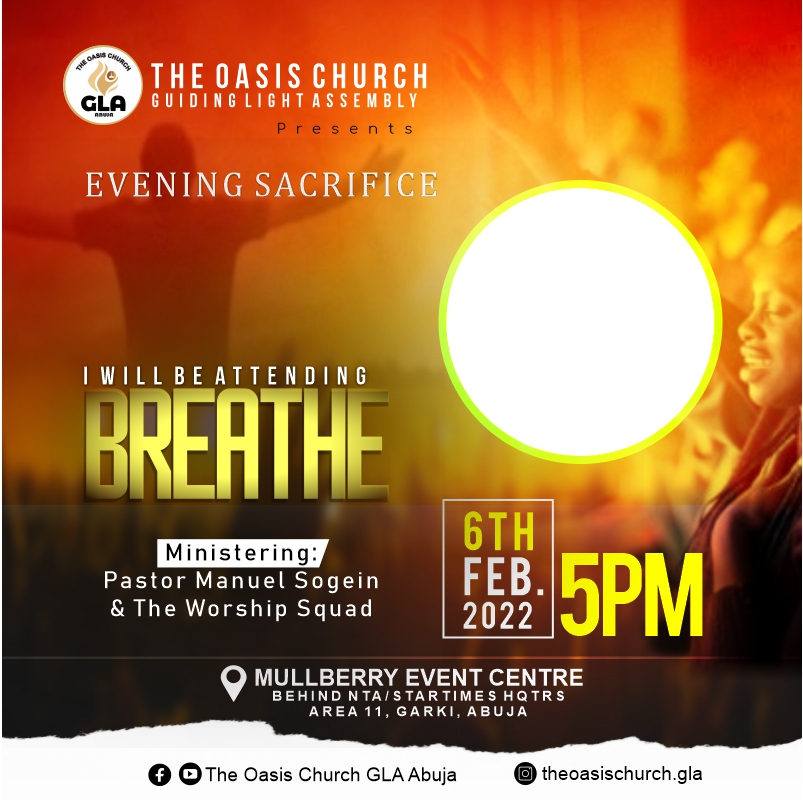 THE OASIS CHURCH
GLA
ABUJA
THE OASIS CHURCH
GUIDING LIGHT ASSEMBLY
Presents
EVENING SACRIFICE
I WILL BE ATTENDING
BREATHE
Ministering:
Pastor Manuel Sogein
& The Worship Squad
6TH
FEB.
2022
5PM
MULLBERRY EVENT CENTRE
BEHIND NTA/STARTIMES HQTRS
AREA 11, GARKI, ABUJA
The Oasis Church GLA Abuja
theoasischurch.gla